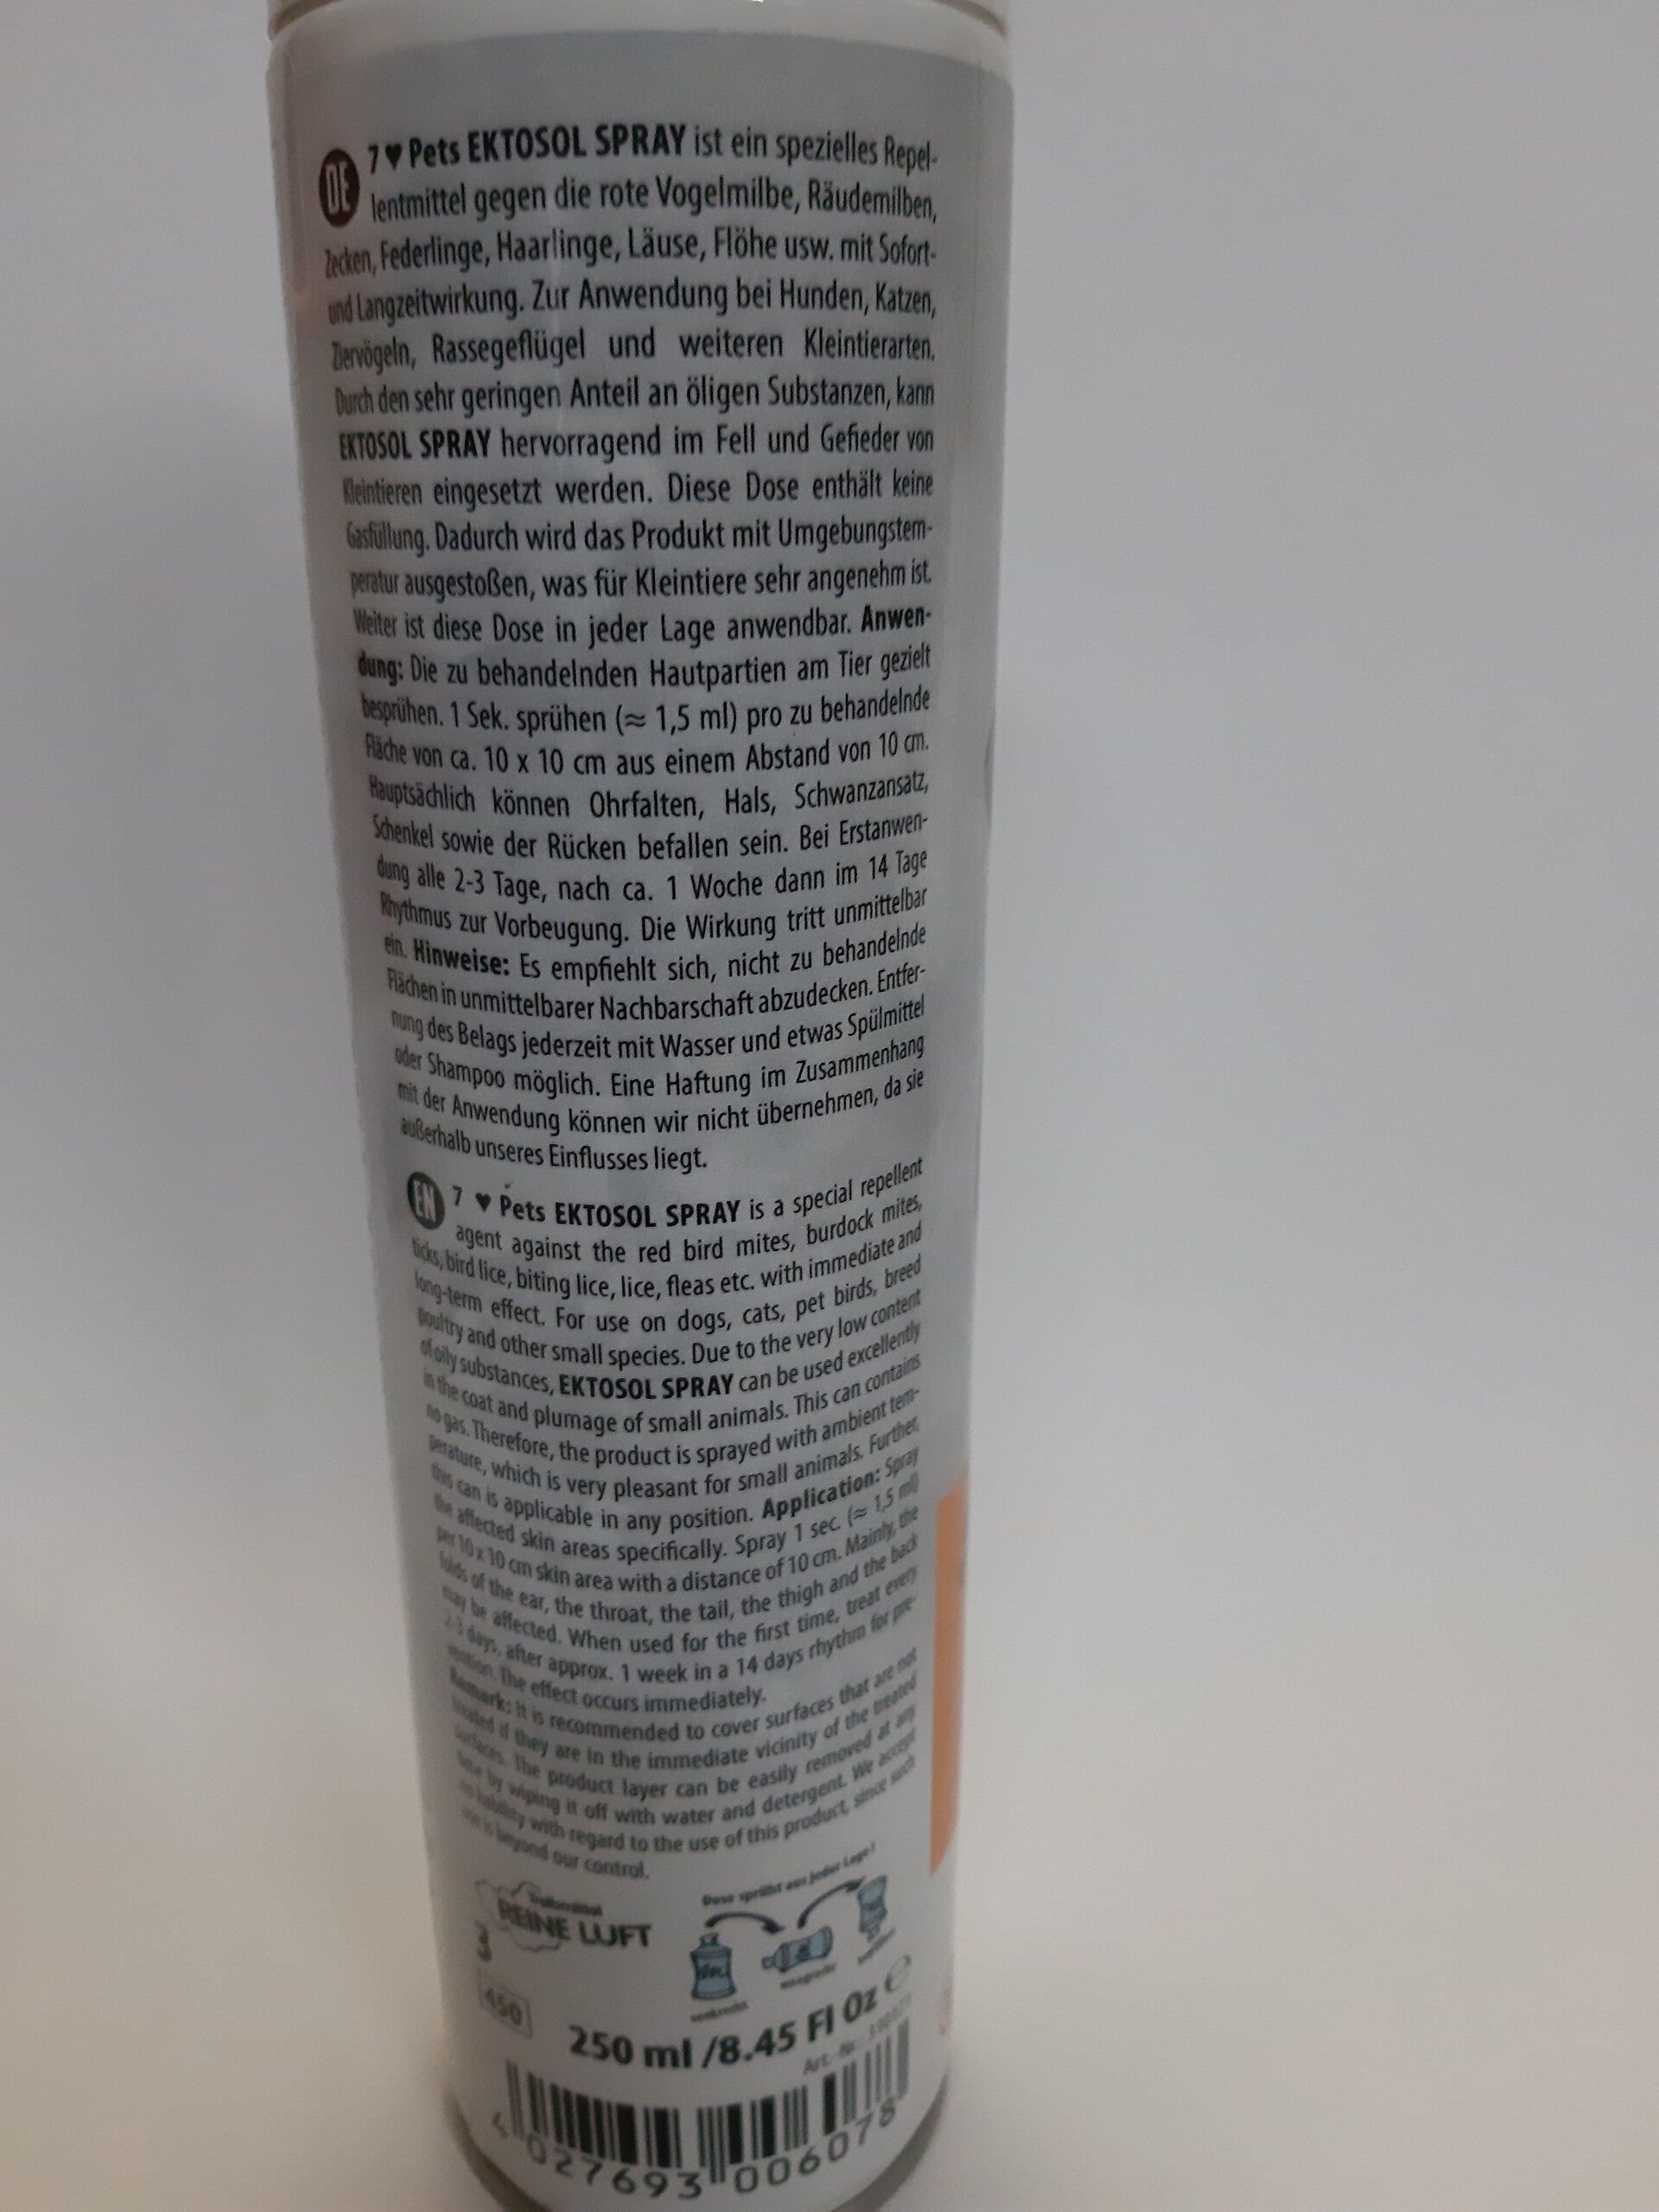 DE 7 ♥ Pets EKTOSOL SPRAY ist ein spezielles Repel-
lentmittel gegen die rote Vogelmilbe, Räudemilben,
Zecken, Federlinge, Haarlinge, Läuse, Flöhe usw. mit Sofort-
und Langzeitwirkung. Zur Anwendung bei Hunden, Katzen,
Ziervögeln, Rassegeflügel und weiteren Kleintierarten.
Durch den sehr geringen Anteil an öligen Substanzen, kann
EKTOSOL SPRAY hervorragend im Fell und Gefieder von
Kleintieren eingesetzt werden. Diese Dose enthält keine
Gasfüllung. Dadurch wird das Produkt mit Umgebungstem-
peratur ausgestoßen, was für Kleintiere sehr angenehm ist.
Weiter ist diese Dose in jeder Lage anwendbar. Anwen-
dung: Die zu behandelnden Hautpartien am Tier gezielt
besprühen. 1 Sek. sprühen (≈ 1,5 ml) pro zu behandelnde
Fläche von ca. 10 x 10 cm aus einem Abstand von 10 cm.
Hauptsächlich können Ohrfalten, Hals, Schwanzansatz,
Schenkel sowie der Rücken befallen sein. Bei Erstanwen-
dung alle 2-3 Tage, nach ca. 1 Woche dann im 14 Tage
Rhythmus zur Vorbeugung. Die Wirkung tritt unmittelbar
ein. Hinweise: Es empfiehlt sich, nicht zu behandelnde
Flächen in unmittelbarer Nachbarschaft abzudecken. Entfer-
nung des Belags jederzeit mit Wasser und etwas Spülmittel
oder Shampoo möglich. Eine Haftung im Zusammenhang
mit der Anwendung können wir nicht übernehmen, da sie
außerhalb unseres Einflusses liegt.
EN 7 ♥ Pets EKTOSOL SPRAY is a special repellent
agent against the red bird mites, burdock mites,
ticks, bird lice, biting lice, lice, fleas etc. with immediate and
long-term effect. For use on dogs, cats, pet birds, breed
poultry and other small species. Due to the very low content
of oily substances, EKTOSOL SPRAY can be used excellently
in the coat and plumage of small animals. This can contains
no gas. Therefore, the product is sprayed with ambient tem-
perature, which is very pleasant for small animals. Further,
this can is applicable in any position. Application: Spray
the affected skin areas specifically. Spray 1 sec. (≈ 1,5 ml)
per 10 x 10 cm skin area with a distance of 10 cm. Mainly, the
folds of the ear, the throat, the tail, the thigh and the back
may be affected. When used for the first time, treat every
2-3 days, after approx. 1 week in a 14 days rhythm for pre-
vention. The effect occurs immediately.
Remark: It is recommended to cover surfaces that are not
treated if they are in the immediate vicinity of the treated
surfaces. The product layer can be easily removed at any
time by wiping it off with water and detergent. We accept
no liability with regard to the use of this product, since such
use is beyond our control.
Treibmittel
REINE LUFT
Dose sprüht aus jeder Lage!
senkrecht
waagrecht
3
450
250 ml /8.45 Fl Oz ℮
Art.-Nr.:
4 027693 006078